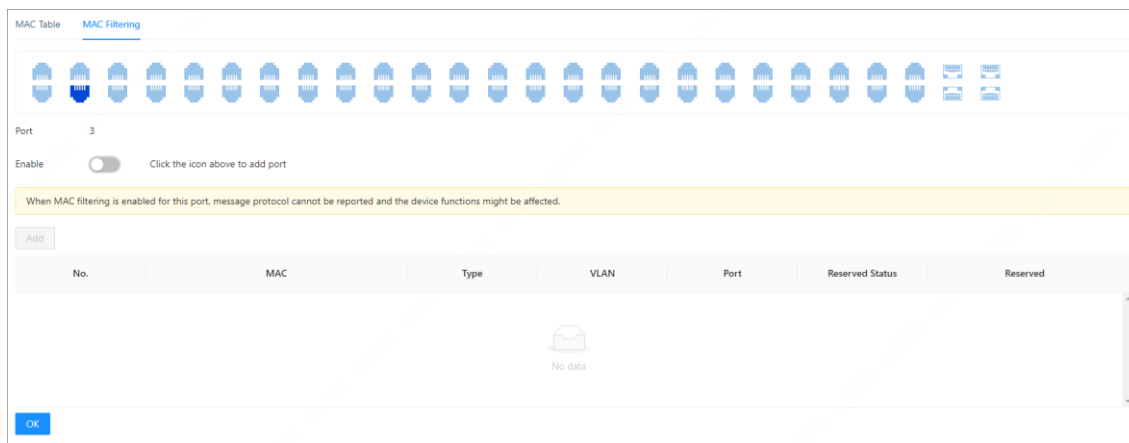 MAC Table MAC Filtering
Port 3
Enable Click the icon above to add port
When MAC filtering is enabled for this port, message protocol cannot be reported and the device functions might be affected.
Add
No. MAC Type VLAN Port Reserved Status Reserved
No data
OK